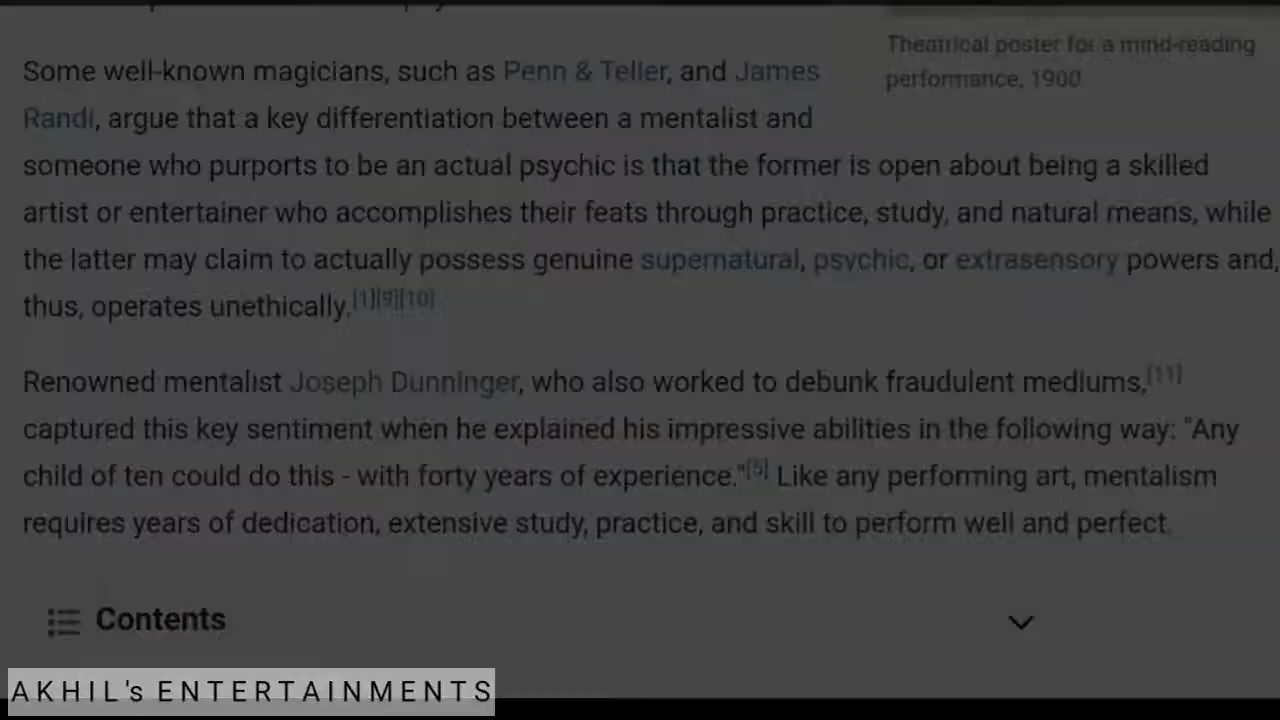 Theatrical poster for a mind-reading
performance, 1900
Some well-known magicians, such as Penn & Teller, and James
Randi, argue that a key differentiation between a mentalist and
someone who purports to be an actual psychic is that the former is open about being a skilled
artist or entertainer who accomplishes their feats through practice, study, and natural means, while
the latter may claim to actually possess genuine supernatural, psychic, or extrasensory powers and,
thus, operates unethically.[1][9][10]
Renowned mentalist Joseph Dunninger, who also worked to debunk fraudulent mediums,[11]
captured this key sentiment when he explained his impressive abilities in the following way: "Any
child of ten could do this - with forty years of experience."[5] Like any performing art, mentalism
requires years of dedication, extensive study, practice, and skill to perform well and perfect.
Contents
AKHIL's ENTERTAINMENTS